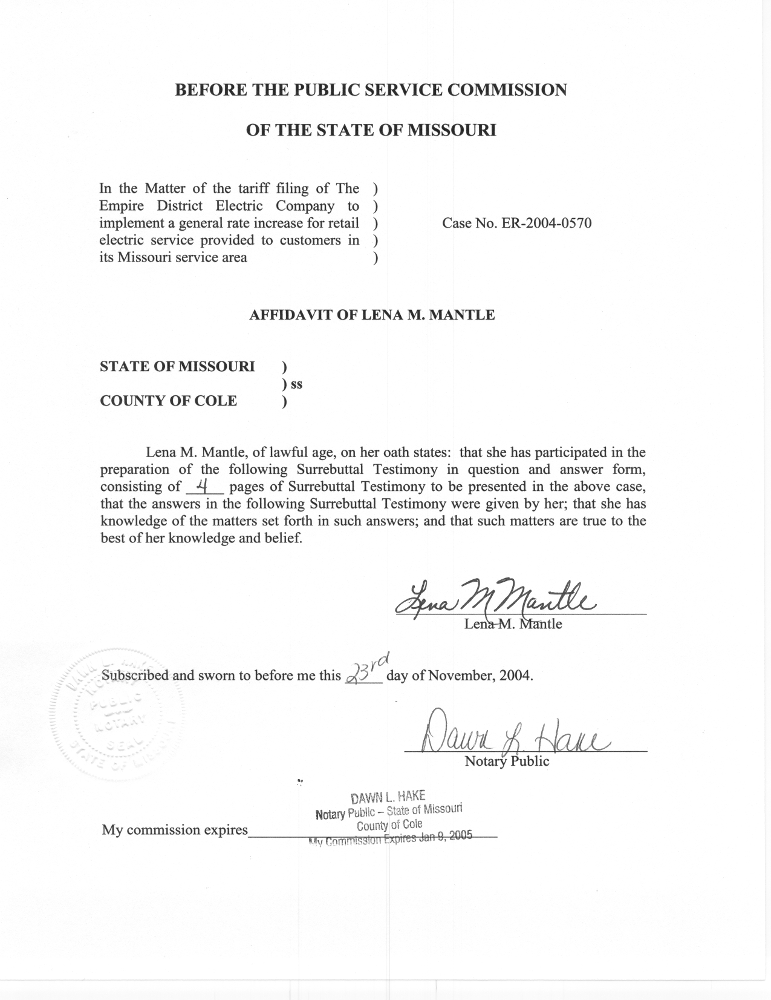 BEFORE THE PUBLIC SERVICE COMMISSION
OF THE STATE OF MISSOURI
In the Matter of the tariff filing of The )
Empire District Electric Company to )
implement a general rate increase for retail ) Case No. ER-2004-0570
electric service provided to customers in )
its Missouri service area )
AFFIDAVIT OF LENA M. MANTLE
STATE OF MISSOURI )
) ss
COUNTY OF COLE )
Lena M. Mantle, of lawful age, on her oath states: that she has participated in the
preparation of the following Surrebuttal Testimony in question and answer form,
consisting of 4 pages of Surrebuttal Testimony to be presented in the above case,
that the answers in the following Surrebuttal Testimony were given by her; that she has
knowledge of the matters set forth in such answers; and that such matters are true to the
best of her knowledge and belief.
Lena M Mantle
Lena M. Mantle
Subscribed and sworn to before me this 23rd day of November, 2004.
DAWN L. HAKE
NOTARY
PUBLIC
NOTARY
SEAL
STATE OF MISSOURI
Dawn L. Hake
Notary Public
DAWN L. HAKE
Notary Public – State of Missouri
County of Cole
My commission expires
My Commission Expires Jan 9, 2005